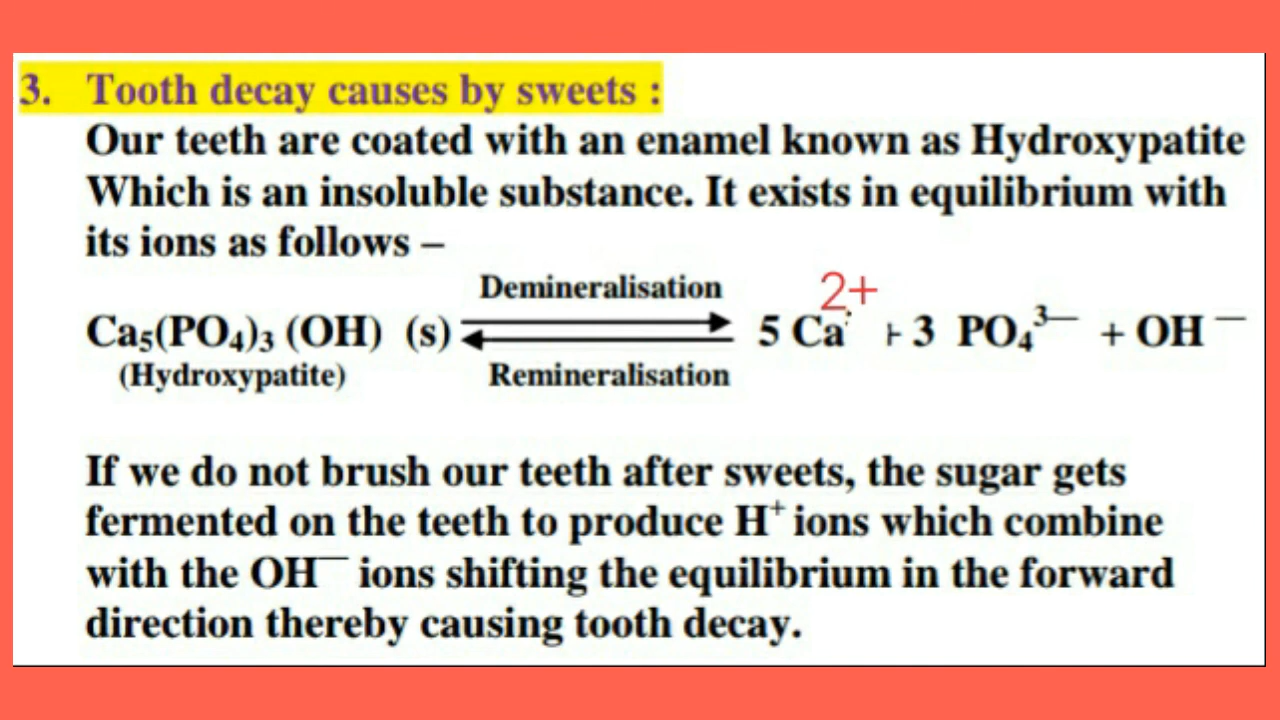 3. Tooth decay causes by sweets :
Our teeth are coated with an enamel known as Hydroxypatite
Which is an insoluble substance. It exists in equilibrium with
its ions as follows –
Demineralisation
Ca₅(PO₄)₃ (OH) (s) ⇌ 5 Ca²⁺ + 3 PO₄³⁻ + OH⁻
(Hydroxypatite) Remineralisation
If we do not brush our teeth after sweets, the sugar gets
fermented on the teeth to produce H⁺ ions which combine
with the OH⁻ ions shifting the equilibrium in the forward
direction thereby causing tooth decay.